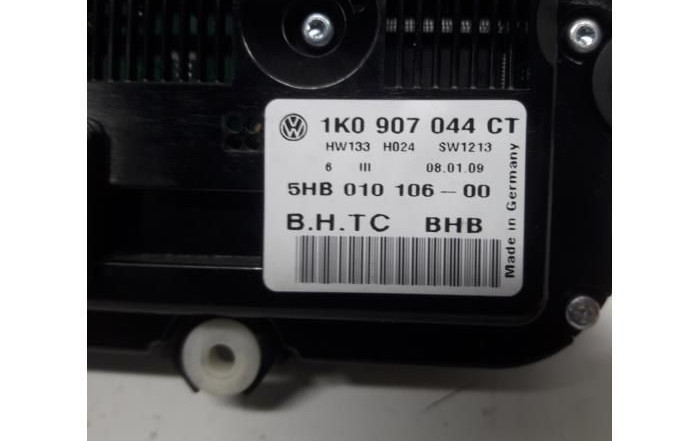 1K0 907 044 CT
HW133 H024 SW1213
6 III 08.01.09
5HB 010 106-00
B.H.TC BHB
Made in Germany